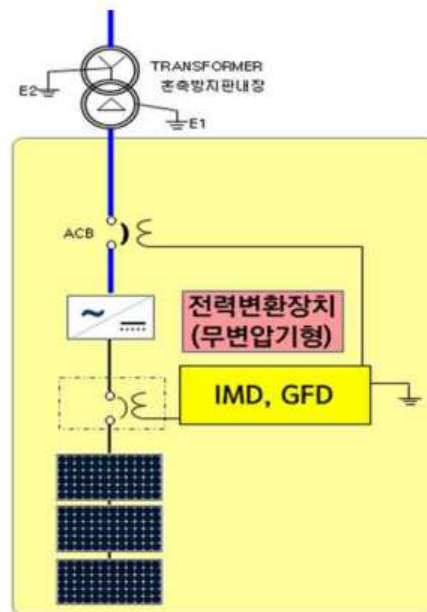 TRANSFORMER
혼촉방지판내장
E2
E1
ACB
전력변환장치
(무변압기형)
IMD, GFD